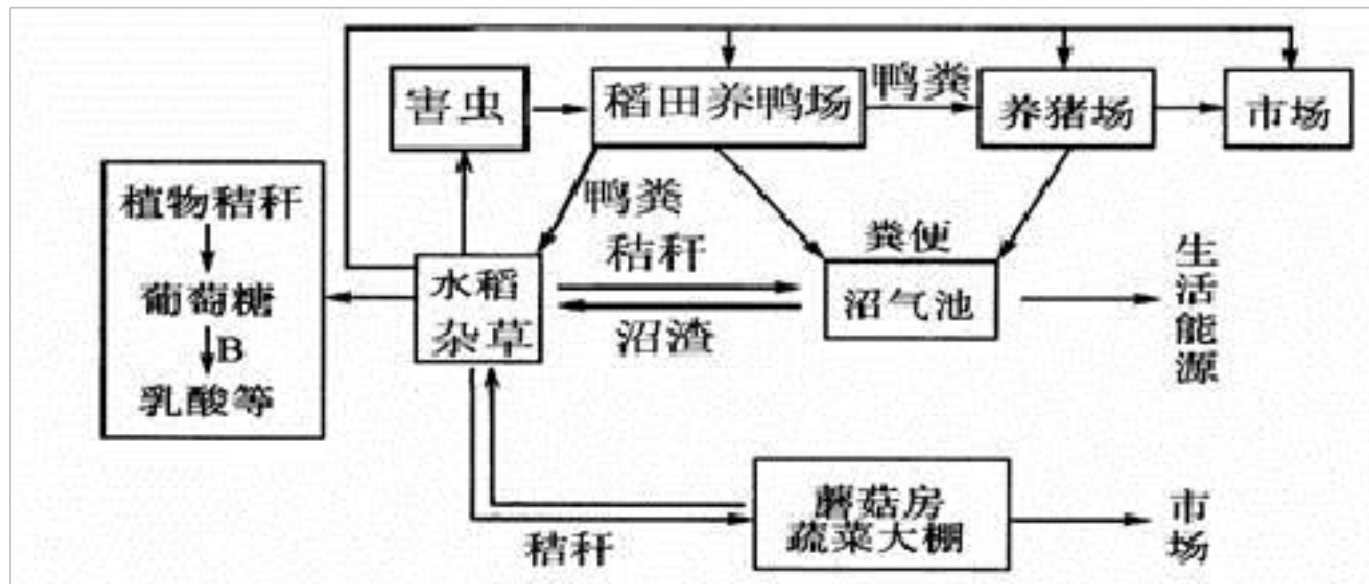 害虫
稻田养鸭场
鸭粪
养猪场
市场
植物秸秆
葡萄糖
B
乳酸等
鸭粪
水稻
杂草
秸秆
沼渣
粪便
沼气池
生活能源
秸秆
蘑菇房
蔬菜大棚
市场